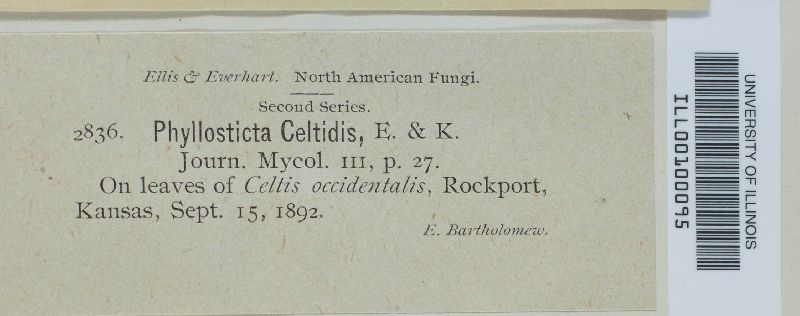 Ellis & Everhart. North American Fungi.
Second Series.
2836. Phyllosticta Celtidis, E. & K.
Journ. Mycol. III, p. 27.
On leaves of Celtis occidentalis, Rockport,
Kansas, Sept. 15, 1892.
E. Bartholomew.
UNIVERSITY OF ILLINOIS
ILL00100095